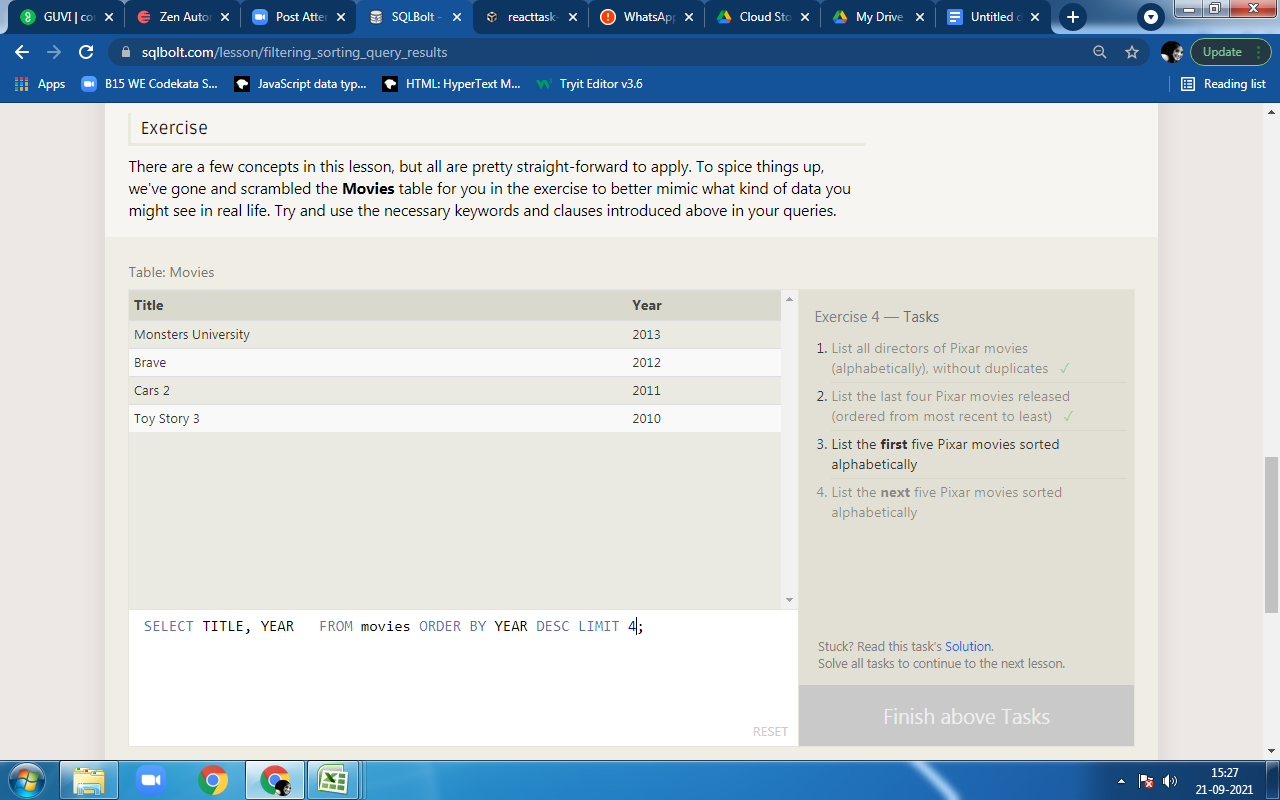 GUVI | co
Zen Auto
Post Atte
SQLBolt -
reacttask-
WhatsApp
Cloud Sto
My Drive
Untitled d
sqlbolt.com/lesson/filtering_sorting_query_results
Update
Apps
B15 WE Codekata S...
JavaScript data typ...
HTML: HyperText M...
Tryit Editor v3.6
Reading list
Exercise
There are a few concepts in this lesson, but all are pretty straight-forward to apply. To spice things up,
we've gone and scrambled the Movies table for you in the exercise to better mimic what kind of data you
might see in real life. Try and use the necessary keywords and clauses introduced above in your queries.
Table: Movies
Title Year
Monsters University 2013
Brave 2012
Cars 2 2011
Toy Story 3 2010
SELECT TITLE, YEAR   FROM movies ORDER BY YEAR DESC LIMIT 4;
RESET
Exercise 4 — Tasks
1. List all directors of Pixar movies
(alphabetically), without duplicates ✓
2. List the last four Pixar movies released
(ordered from most recent to least) ✓
3. List the first five Pixar movies sorted
alphabetically
4. List the next five Pixar movies sorted
alphabetically
Stuck? Read this task's Solution.
Solve all tasks to continue to the next lesson.
Finish above Tasks
15:27
21-09-2021